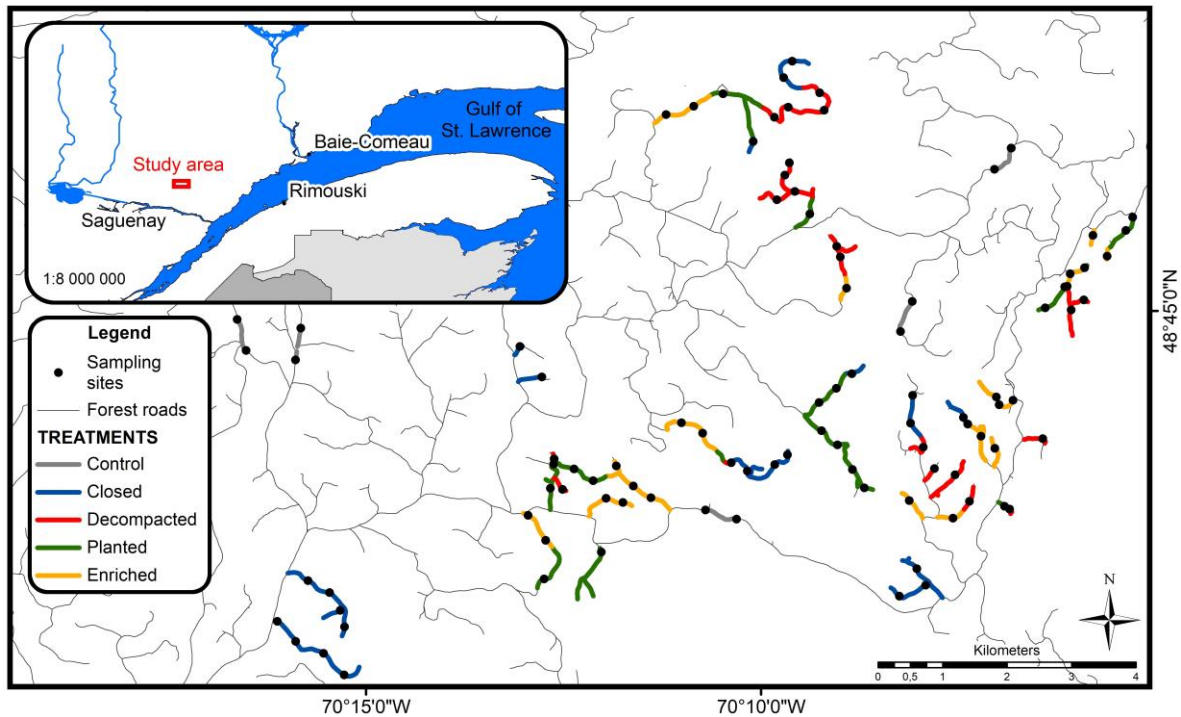 Gulf of
St. Lawrence
Baie-Comeau
Study area
Rimouski
Saguenay
1:8 000 000
Legend
Sampling
sites
Forest roads
TREATMENTS
Control
Closed
Decompacted
Planted
Enriched
48°45'0"N
N
Kilometers
0 0,5 1 2 3 4
70°15'0"W
70°10'0"W